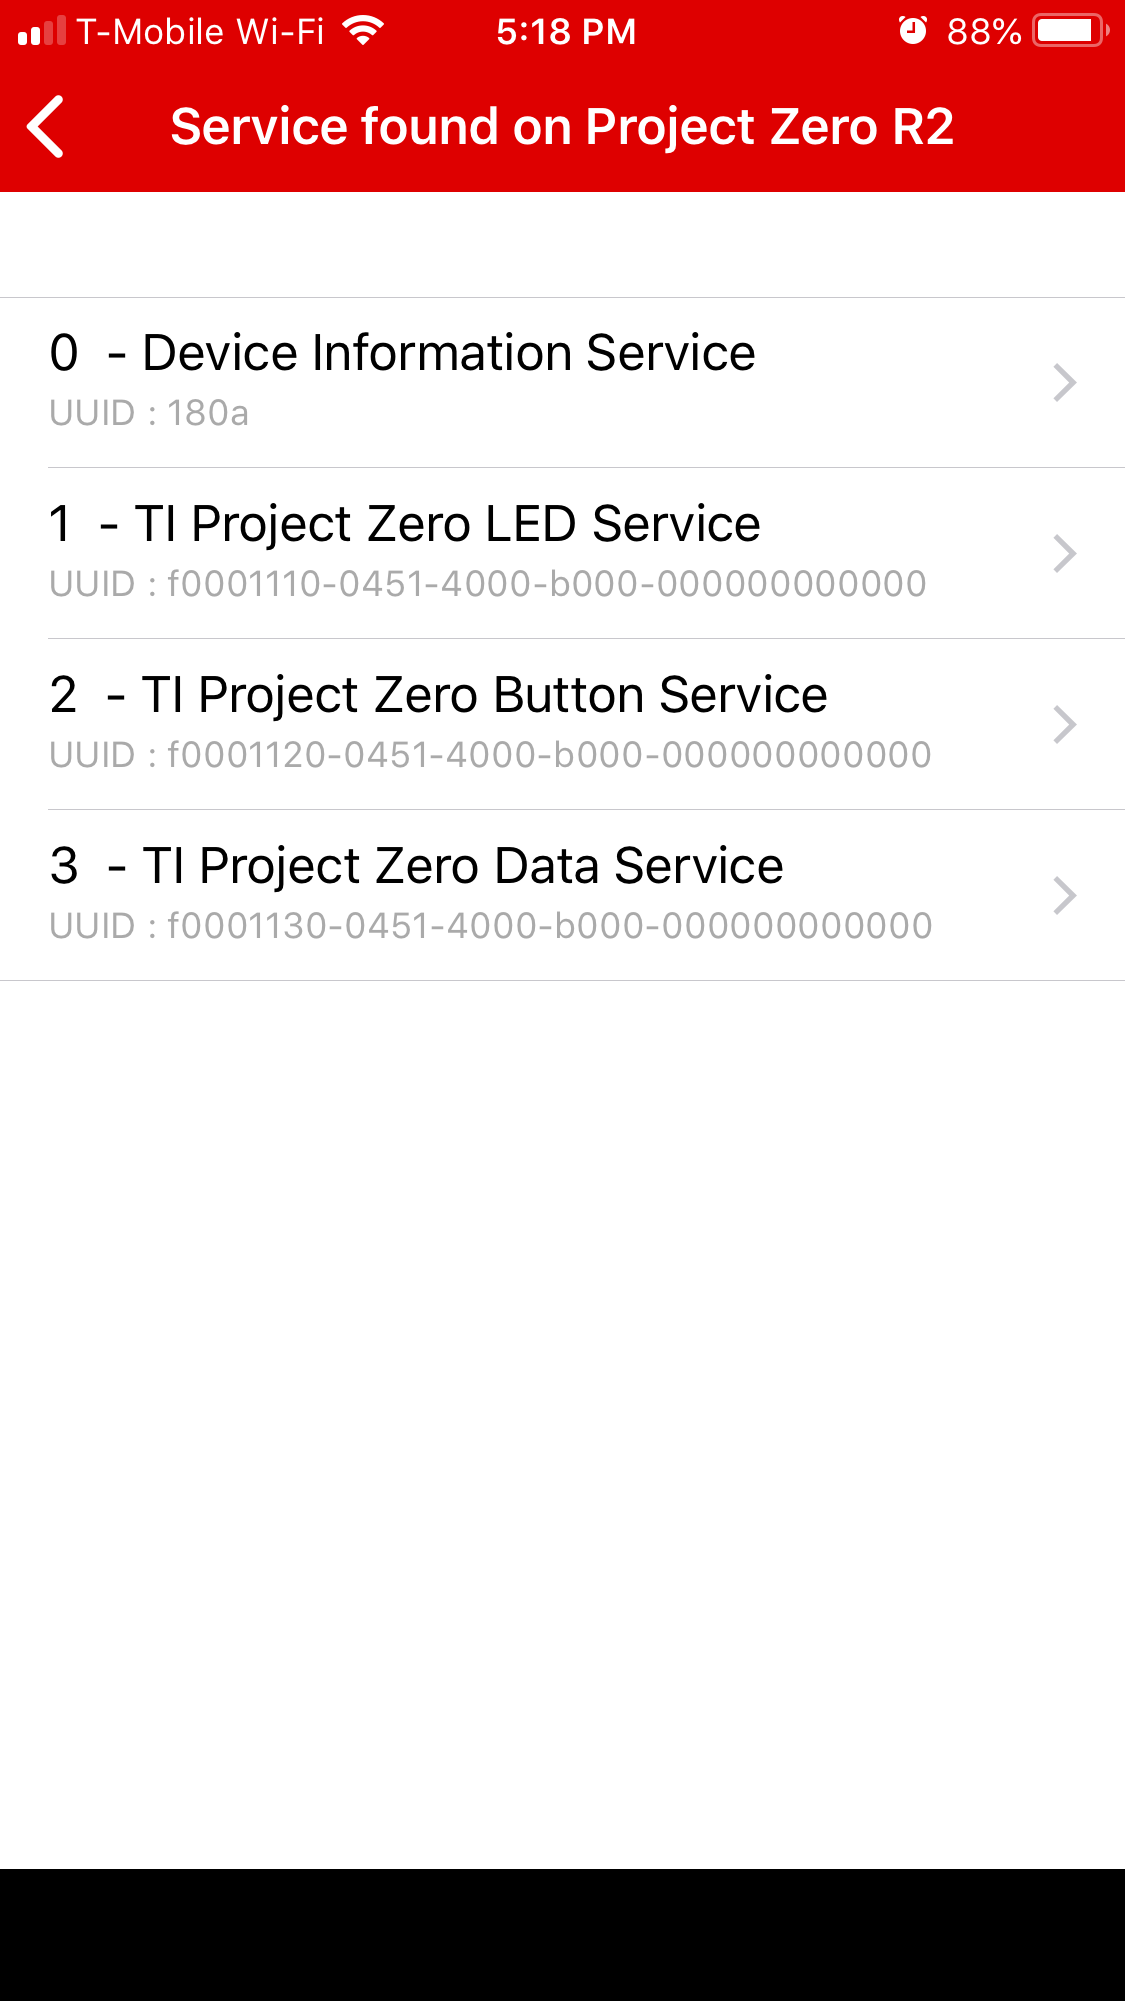 T-Mobile Wi-Fi 5:18 PM 88%
Service found on Project Zero R2
0 - Device Information Service
UUID : 180a
1 - TI Project Zero LED Service
UUID : f0001110-0451-4000-b000-000000000000
2 - TI Project Zero Button Service
UUID : f0001120-0451-4000-b000-000000000000
3 - TI Project Zero Data Service
UUID : f0001130-0451-4000-b000-000000000000